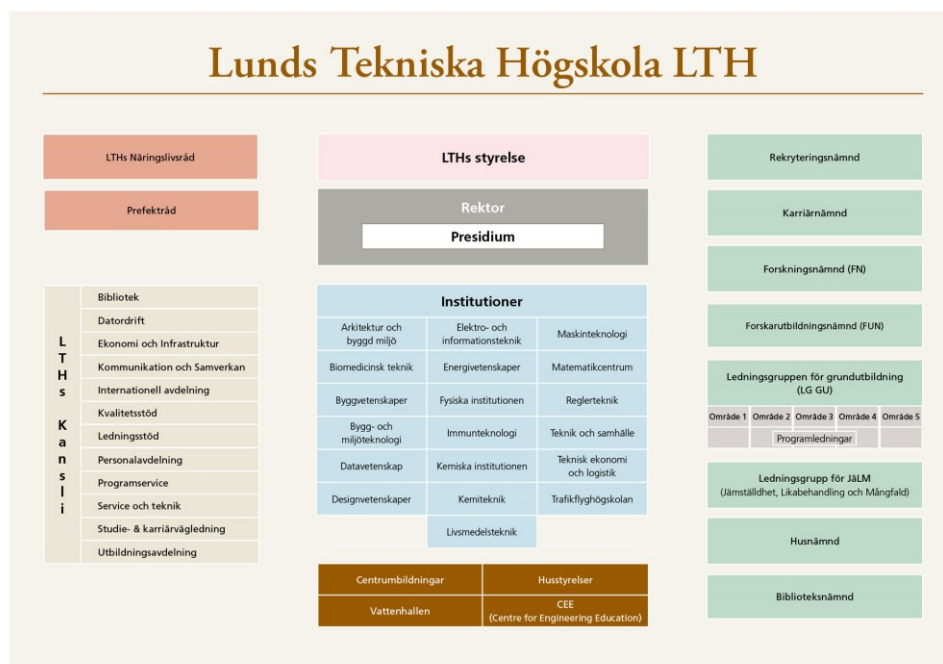 Lunds Tekniska Högskola LTH
LTHs Näringslivsråd
Prefektråd
LTHs Kansli
Bibliotek
Datordrift
Ekonomi och Infrastruktur
Kommunikation och Samverkan
Internationell avdelning
Kvalitetsstöd
Ledningsstöd
Personalavdelning
Programservice
Service och teknik
Studie- & karriärvägledning
Utbildningsavdelning
LTHs styrelse
Rektor
Presidium
Institutioner
Arkitektur och
byggd miljö
Elektro- och
informationsteknik
Maskinteknologi
Biomedicinsk teknik
Energivetenskaper
Matematikcentrum
Byggvetenskaper
Fysiska institutionen
Reglerteknik
Bygg- och
miljöteknologi
Immunteknologi
Teknik och samhälle
Datavetenskap
Kemiska institutionen
Teknisk ekonomi
och logistik
Designvetenskaper
Kemiteknik
Trafikflyghögskolan
Livsmedelsteknik
Centrumbildningar
Husstyrelser
Vattenhallen
CEE
(Centre for Engineering Education)
Rekryteringsnämnd
Karriärnämnd
Forskningsnämnd (FN)
Forskarutbildningsnämnd (FUN)
Ledningsgruppen för grundutbildning
(LG GU)
Område 1 Område 2 Område 3 Område 4 Område 5
Programledningar
Ledningsgrupp för JäLM
(Jämställdhet, Likabehandling och Mångfald)
Husnämnd
Biblioteksnämnd